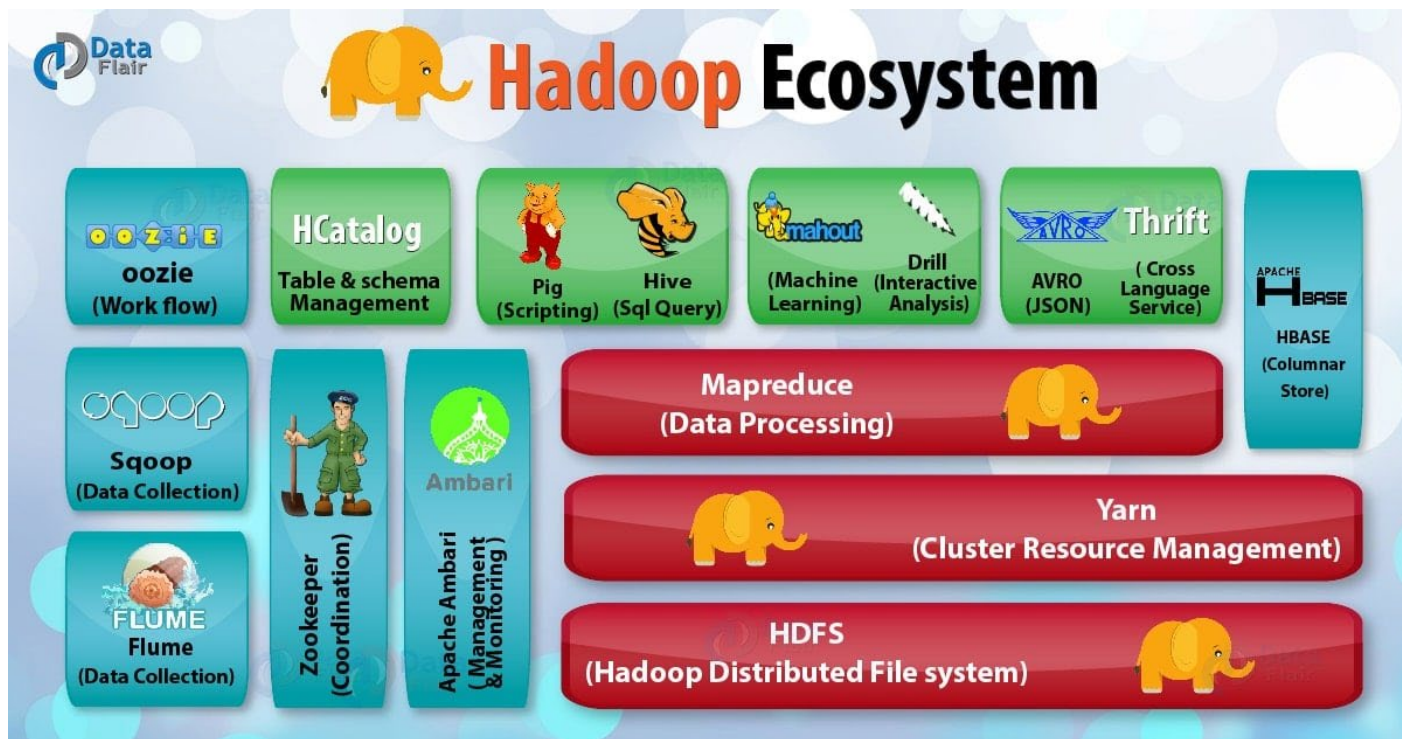 Data
Flair
Hadoop Ecosystem
OOZIE
oozie
(Work flow)
HCatalog
Table & schema
Management
Pig
(Scripting)
Hive
(Sql Query)
mahout
(Machine
Learning)
Drill
(Interactive
Analysis)
AVRO
AVRO
(JSON)
Thrift
( Cross
Language
Service)
APACHE
HBASE
HBASE
(Columnar
Store)
sqoop
Sqoop
(Data Collection)
FLUME
Flume
(Data Collection)
Zookeeper
(Coordination)
Ambari
Apache Ambari
( Management
& Monitoring )
Mapreduce
(Data Processing)
Yarn
(Cluster Resource Management)
HDFS
(Hadoop Distributed File system)